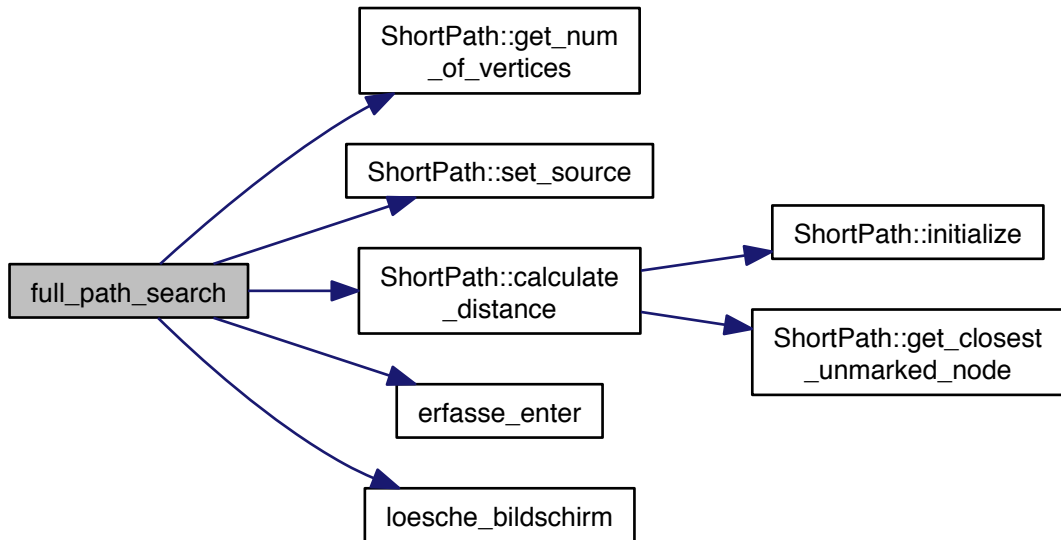 ShortPath::get_num
_of_vertices
ShortPath::set_source
full_path_search
ShortPath::calculate
_distance
ShortPath::initialize
ShortPath::get_closest
_unmarked_node
erfasse_enter
loesche_bildschirm